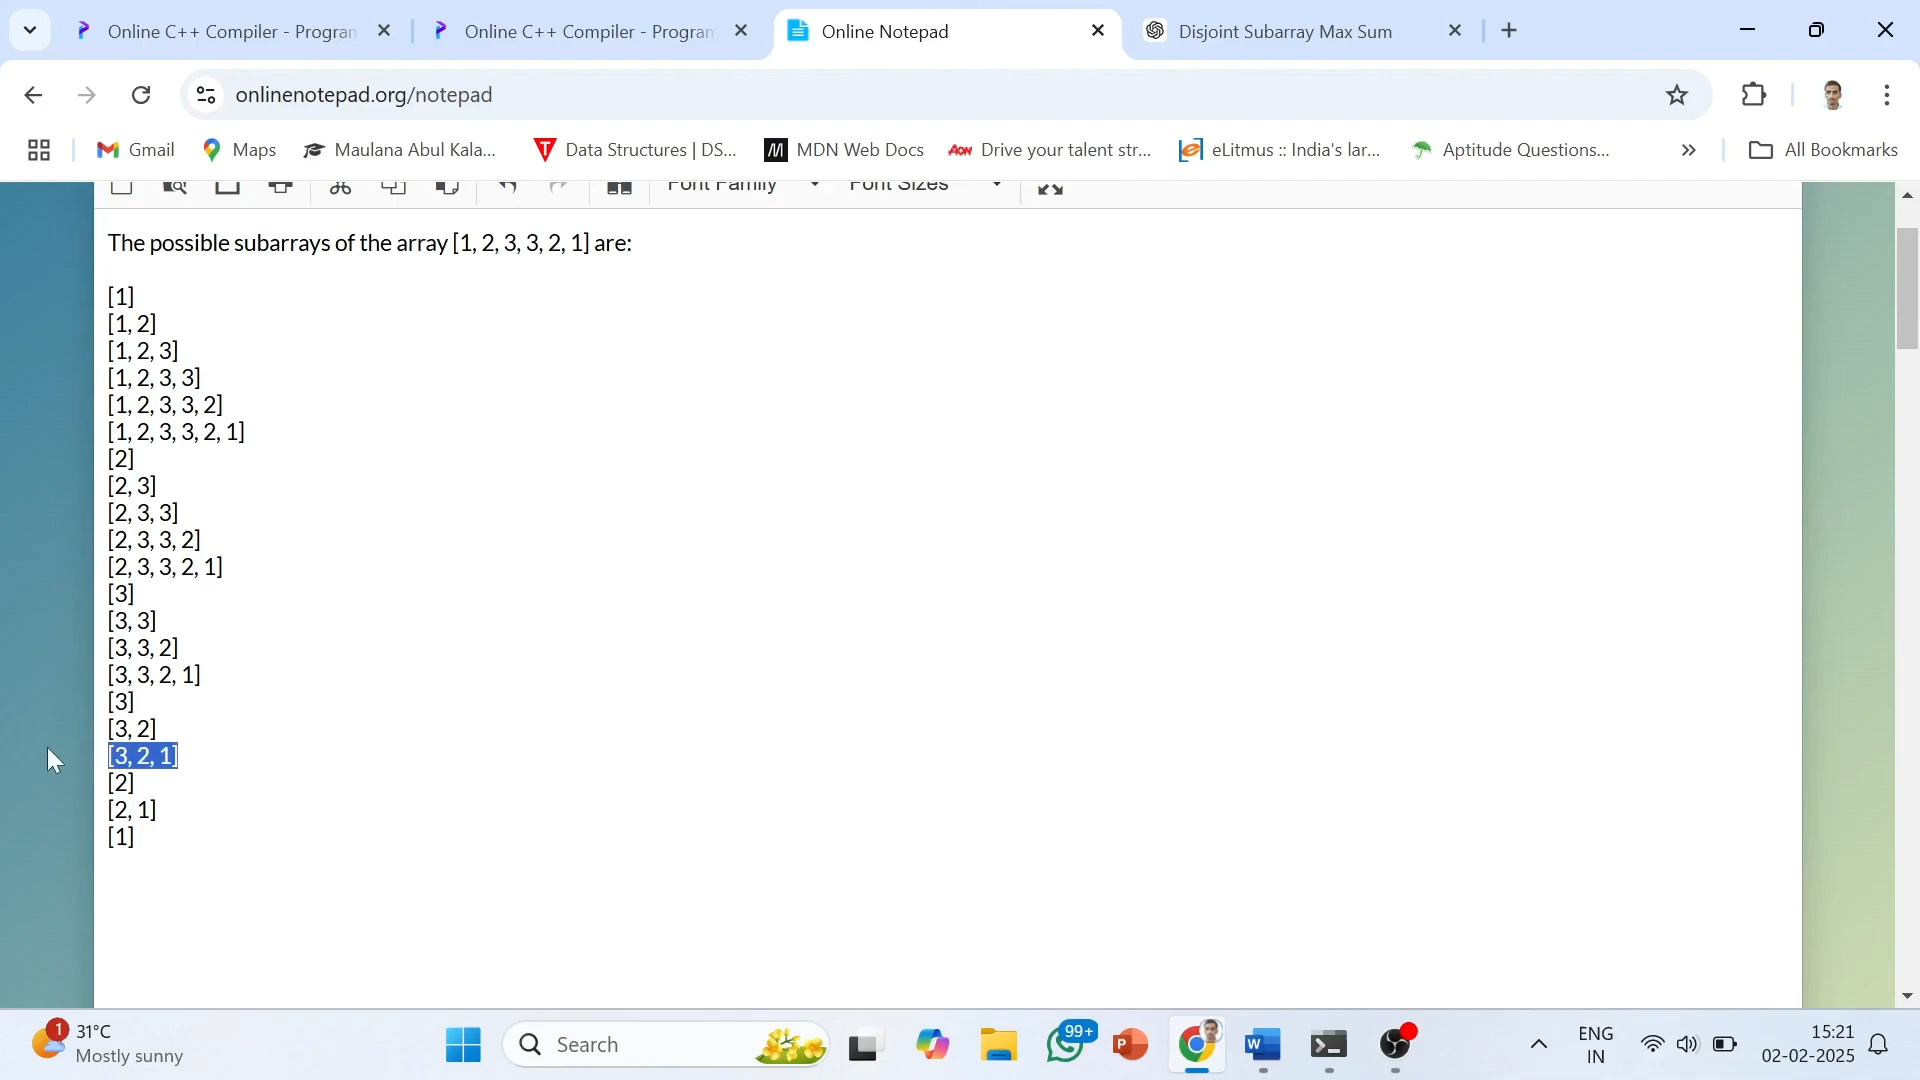 Online C++ Compiler - Program
Online C++ Compiler - Program
Online Notepad
Disjoint Subarray Max Sum
onlinenotepad.org/notepad
Gmail
Maps
Maulana Abul Kala...
Data Structures | DS...
MDN Web Docs
Aon
Drive your talent str...
eLitmus :: India's lar...
Aptitude Questions...
All Bookmarks
Font Family
Font Sizes
The possible subarrays of the array [1, 2, 3, 3, 2, 1] are:
[1]
[1, 2]
[1, 2, 3]
[1, 2, 3, 3]
[1, 2, 3, 3, 2]
[1, 2, 3, 3, 2, 1]
[2]
[2, 3]
[2, 3, 3]
[2, 3, 3, 2]
[2, 3, 3, 2, 1]
[3]
[3, 3]
[3, 3, 2]
[3, 3, 2, 1]
[3]
[3, 2]
[3, 2, 1]
[2]
[2, 1]
[1]
1
31°C
Mostly sunny
Search
99+
ENG
IN
15:21
02-02-2025